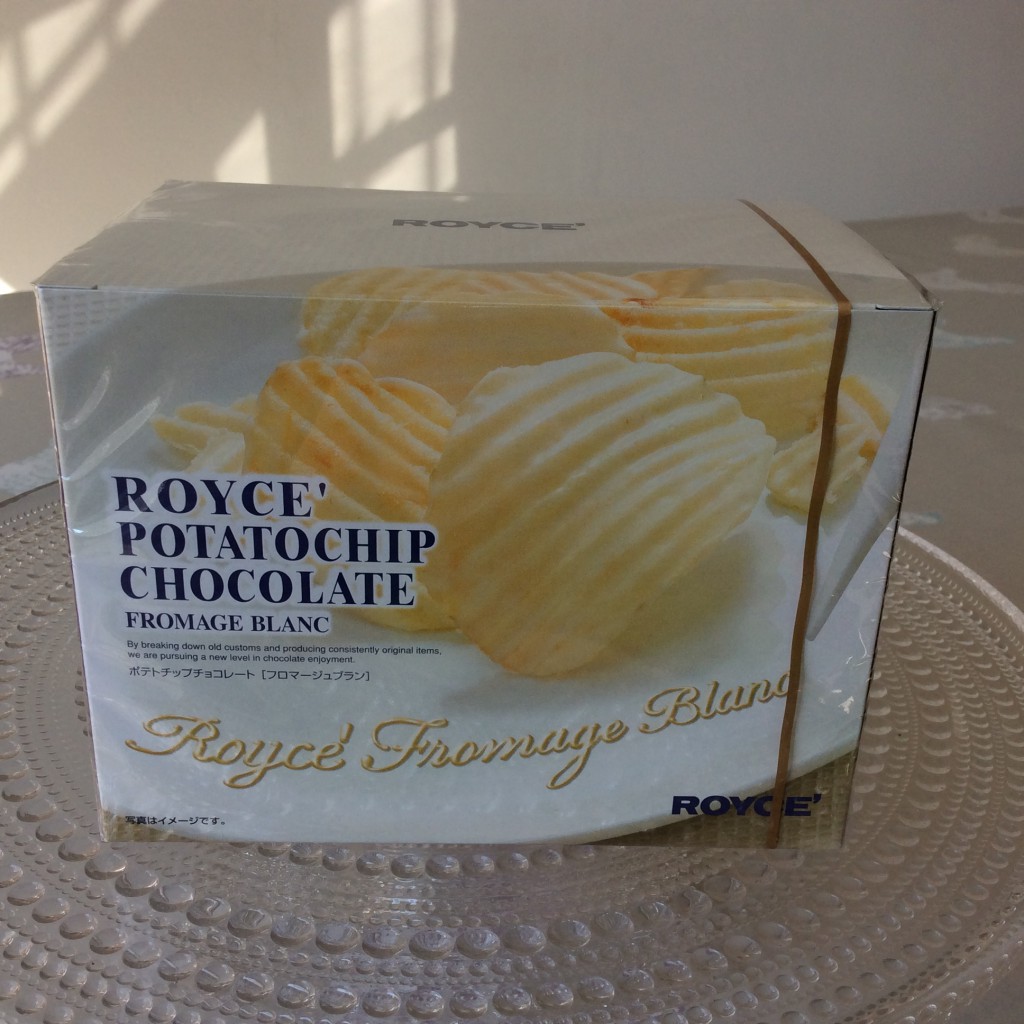 ROYCE'
ROYCE'
POTATOCHIP
CHOCOLATE
FROMAGE BLANC
By breaking down old customs and producing consistently original items,
we are pursuing a new level in chocolate enjoyment.
ポテトチップチョコレート［フロマージュブラン］
Royce' Fromage Blanc
ROYCE'
写真はイメージです。